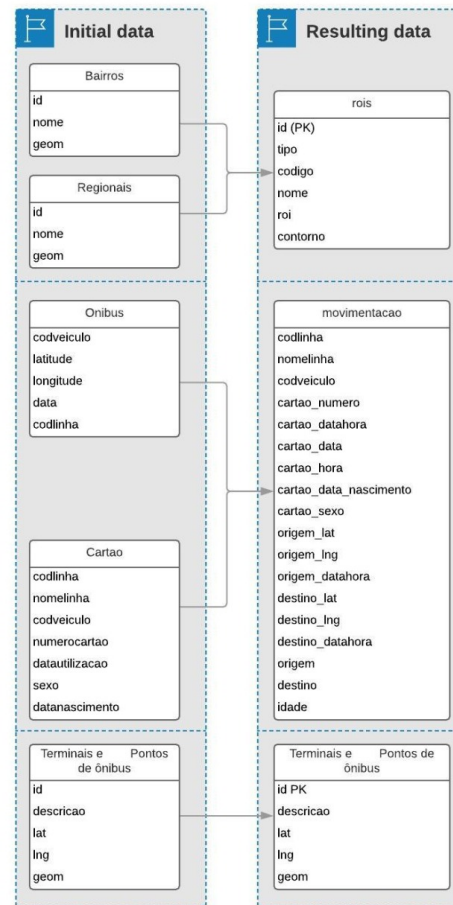 Initial data
Bairros
id
nome
geom
Regionais
id
nome
geom
Onibus
codveiculo
latitude
longitude
data
codlinha
Cartao
codlinha
nomelinha
codveiculo
numerocartao
datautilizacao
sexo
datanascimento
Terminais e Pontos
de ônibus
id
descricao
lat
lng
geom
Resulting data
rois
id (PK)
tipo
codigo
nome
roi
contorno
movimentacao
codlinha
nomelinha
codveiculo
cartao_numero
cartao_datahora
cartao_data
cartao_hora
cartao_data_nascimento
cartao_sexo
origem_lat
origem_lng
origem_datahora
destino_lat
destino_lng
destino_datahora
origem
destino
idade
Terminais e Pontos de
ônibus
id PK
descricao
lat
lng
geom